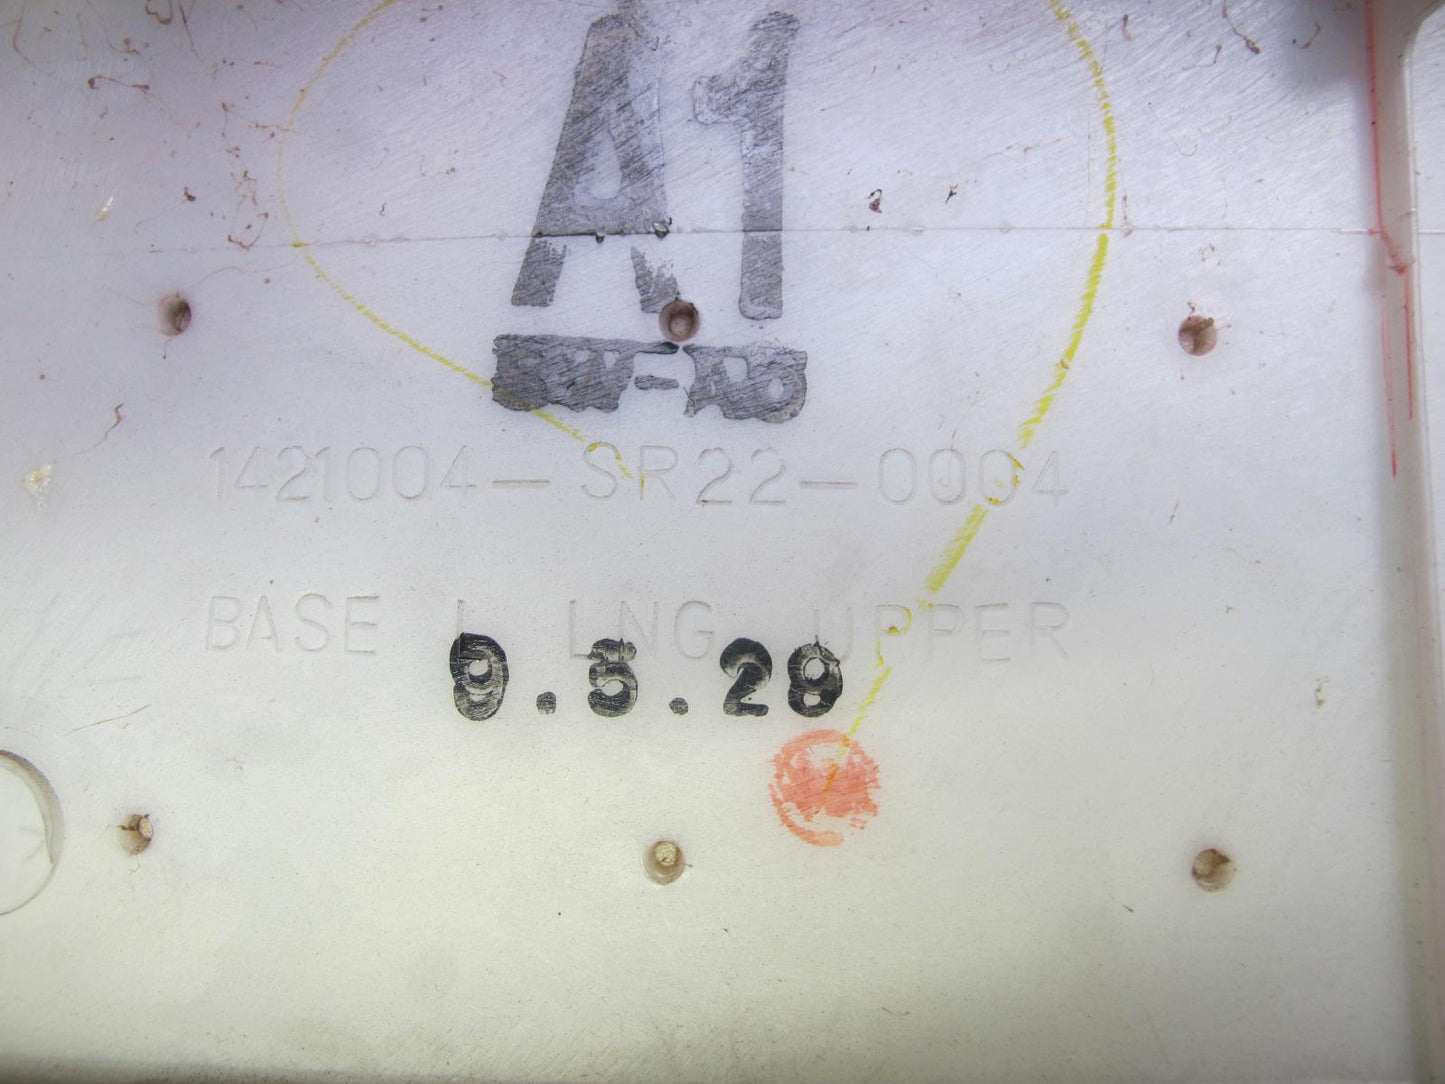 A1
1421004-SR22-0004
BASE L LNG UPPER
9.5.28